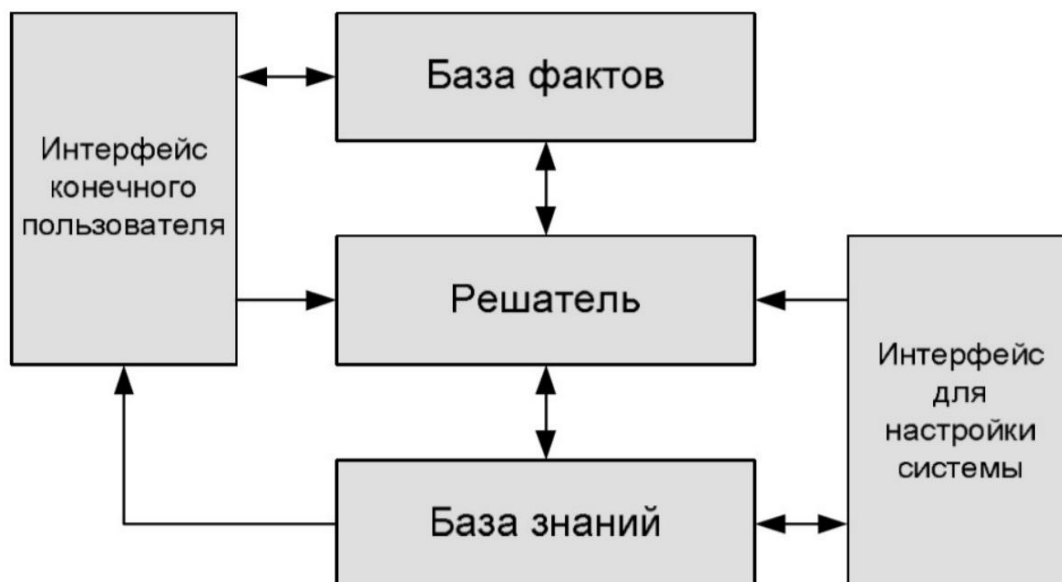 База фактов
Интерфейс
конечного
пользователя
Решатель
Интерфейс
для
настройки
системы
База знаний